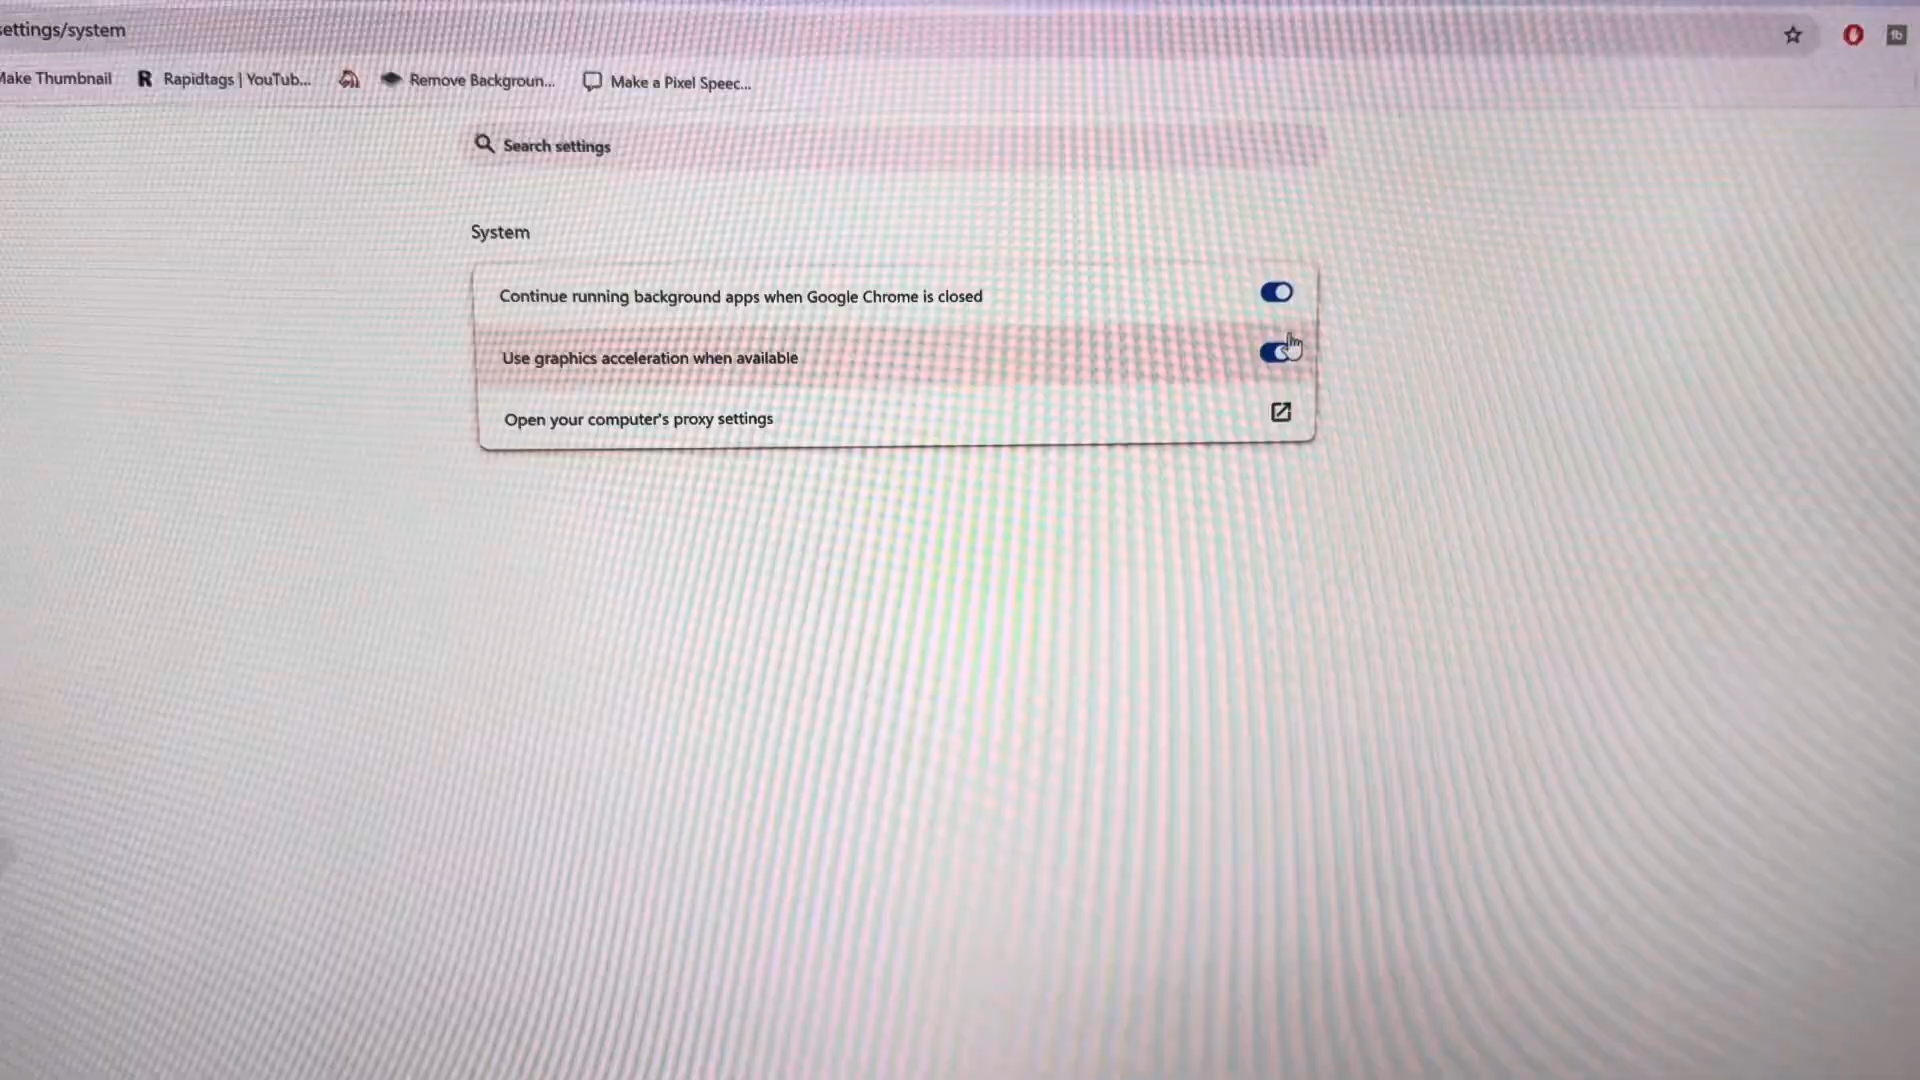 ettings/system
Make Thumbnail R Rapidtags | YouTub... Remove Backgroun... Make a Pixel Speec...
Search settings
System
Continue running background apps when Google Chrome is closed
Use graphics acceleration when available
Open your computer's proxy settings